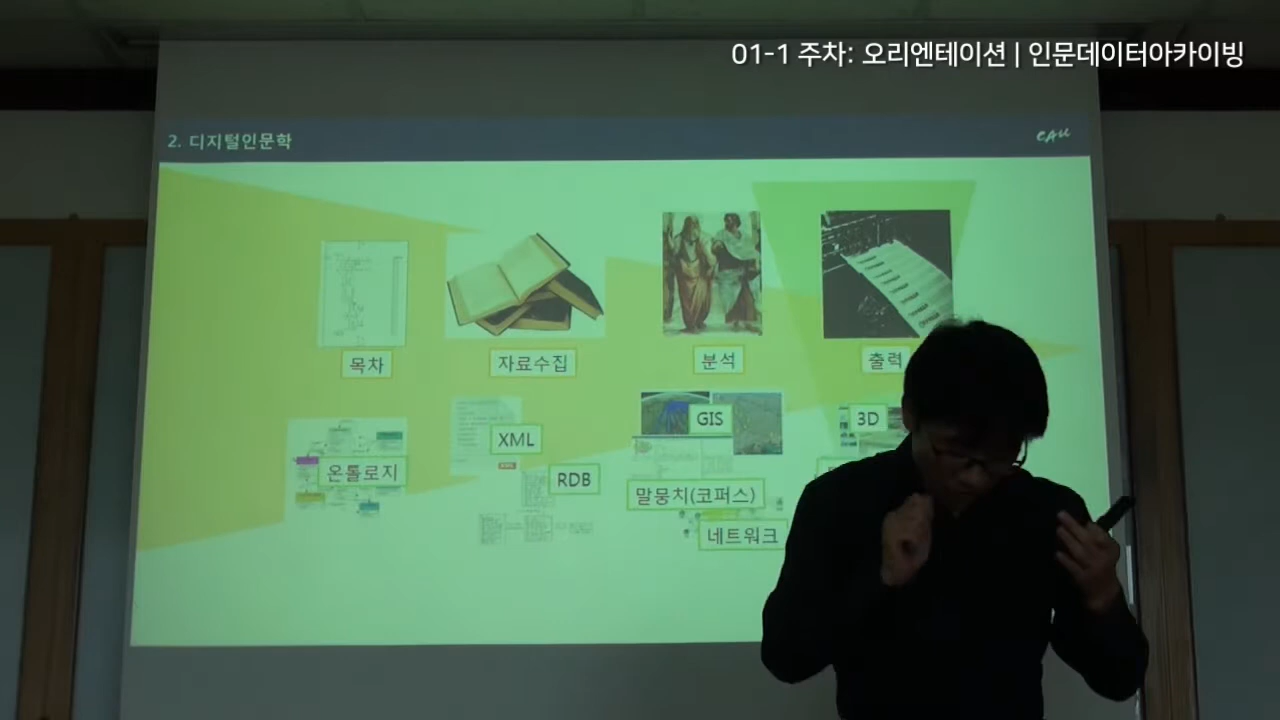 01-1 주차: 오리엔테이션 | 인문데이터아카이빙
2. 디지털인문학
CAU
목차
자료수집
분석
출력
온톨로지
XML
RDB
GIS
말뭉치(코퍼스)
네트워크
3D